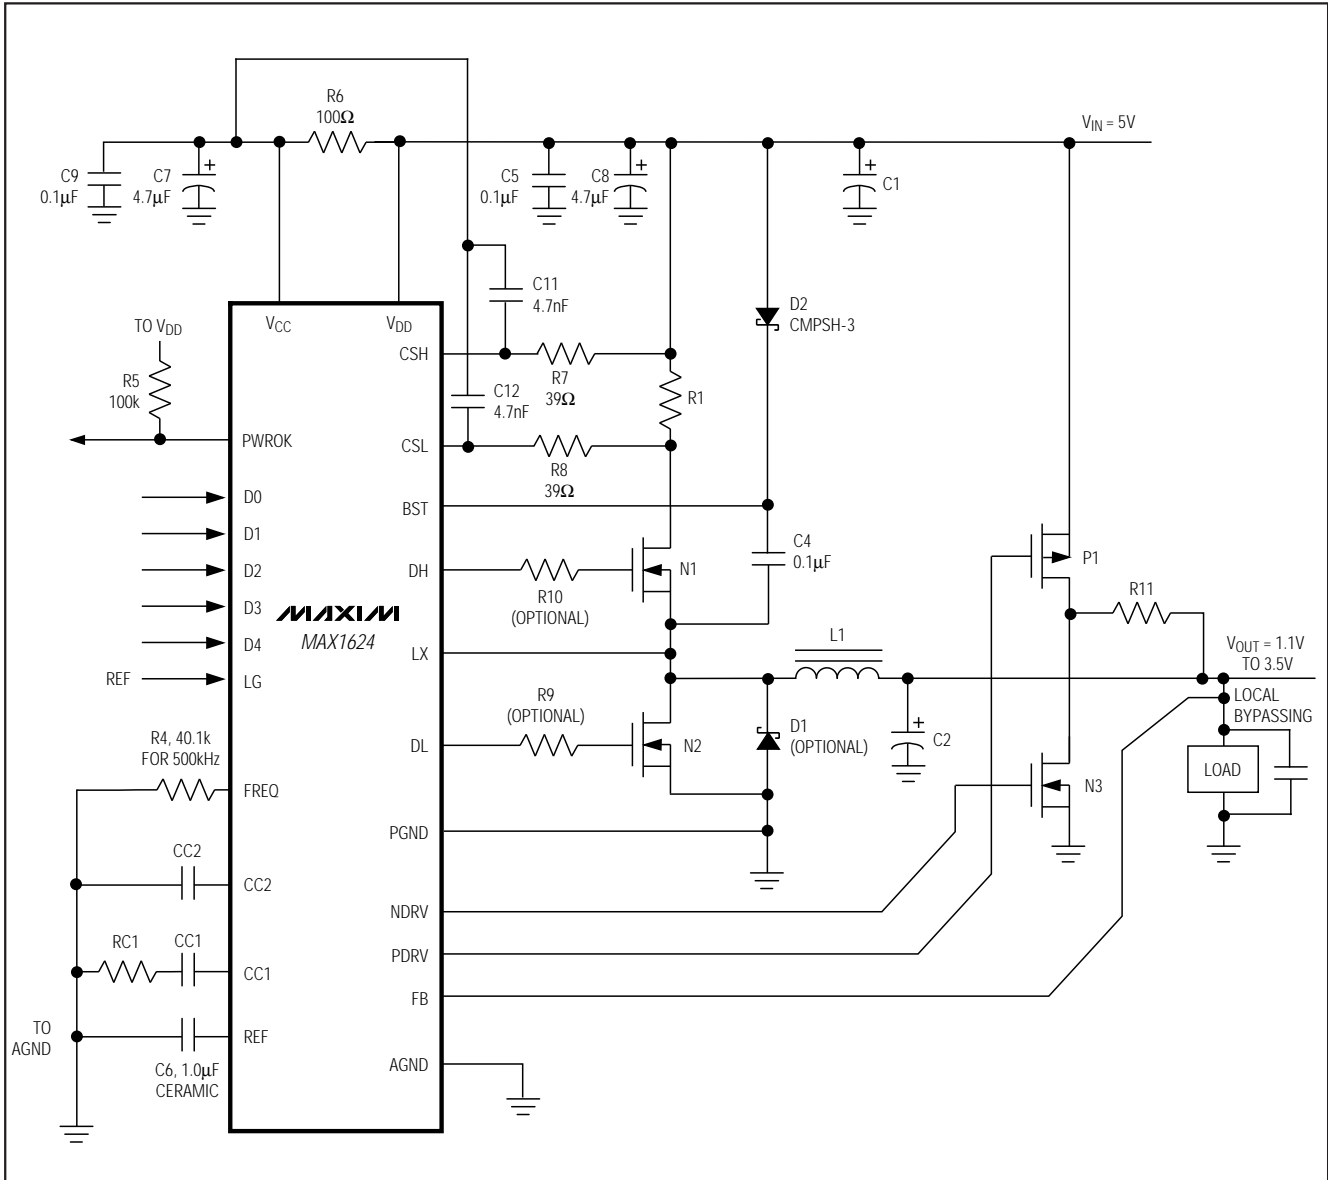 R6
100Ω
V_IN = 5V
C9
0.1µF
C7
4.7µF
C5
0.1µF
C8
4.7µF
C1
C11
4.7nF
D2
CMPSH-3
TO V_DD
R5
100k
V_CC
V_DD
CSH
R7
39Ω
R1
C12
4.7nF
PWROK
CSL
R8
39Ω
D0
BST
D1
C4
0.1µF
D2
DH
R10
(OPTIONAL)
N1
P1
D3
MAXIM
MAX1624
R11
D4
LX
L1
V_OUT = 1.1V
TO 3.5V
REF
LG
R9
(OPTIONAL)
LOCAL
BYPASSING
R4, 40.1k
FOR 500kHz
DL
N2
D1
(OPTIONAL)
C2
LOAD
FREQ
N3
PGND
CC2
CC2
NDRV
RC1
CC1
CC1
PDRV
FB
TO
AGND
REF
C6, 1.0µF
CERAMIC
AGND